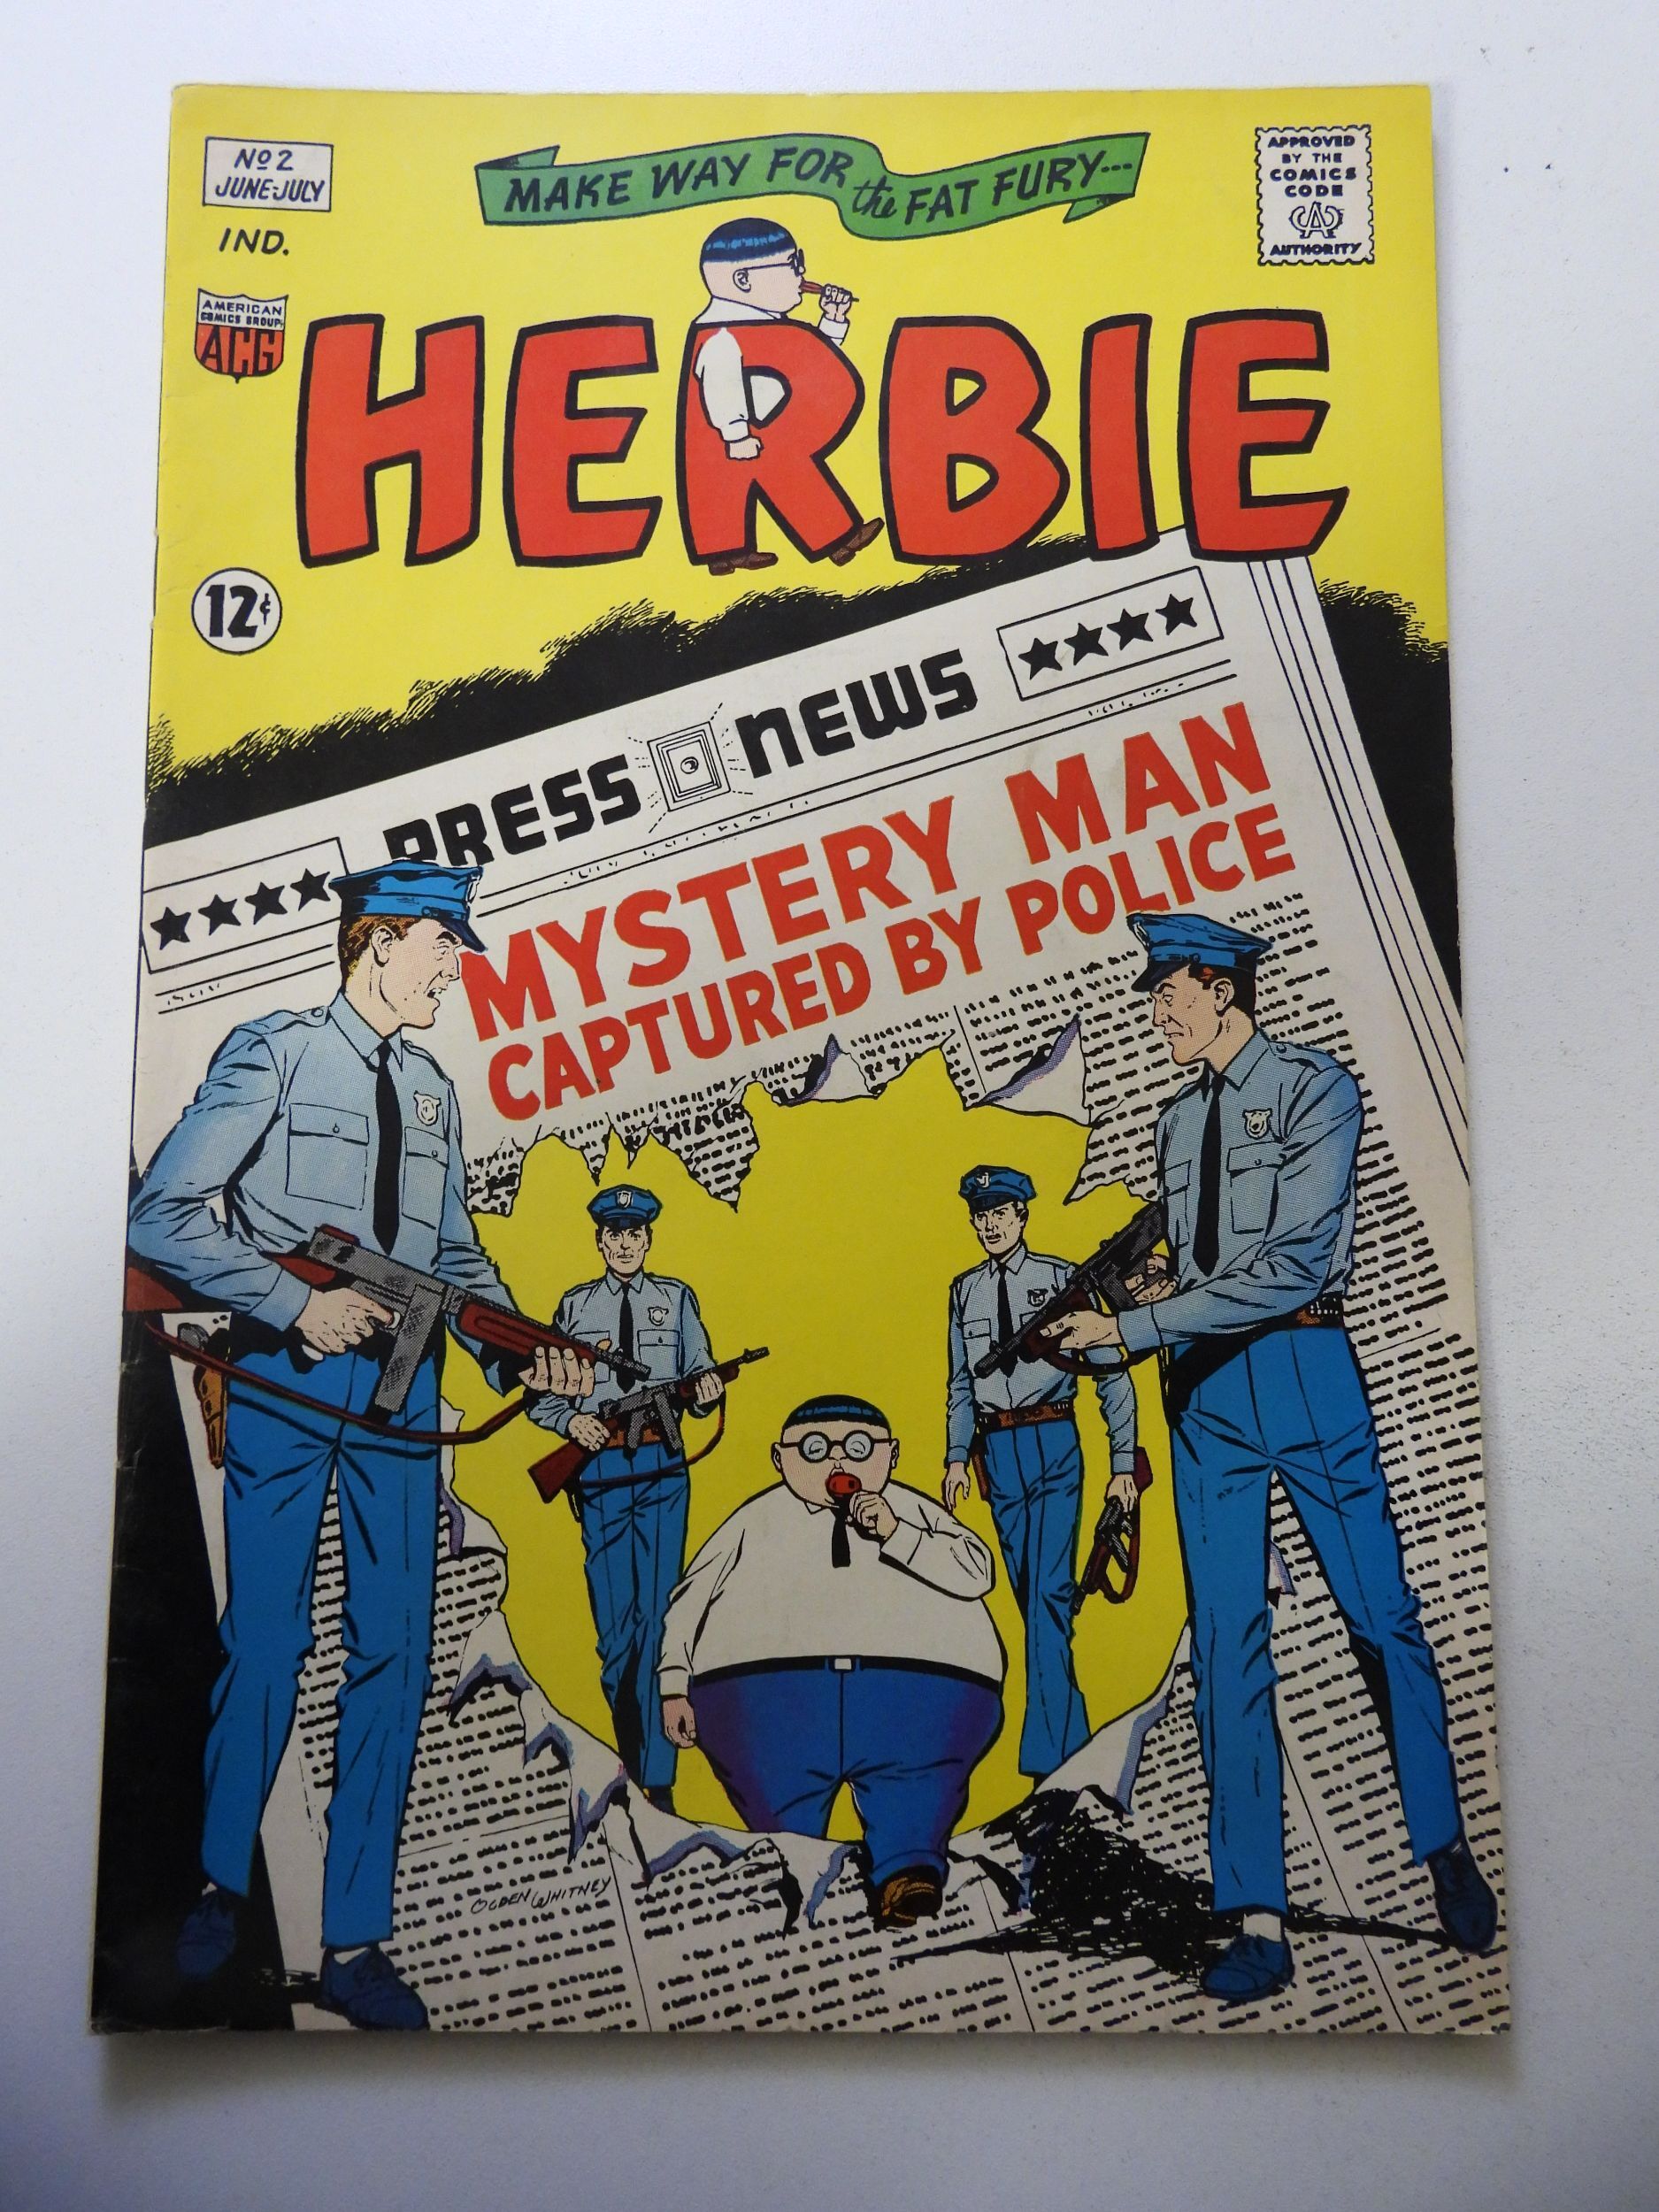 No 2
JUNE-JULY
IND.
AMERICAN
COMICS GROUP
ACG
MAKE WAY FOR the FAT FURY---
APPROVED
BY THE
COMICS
CODE
CA
AUTHORITY
HERBIE
12¢
PRESS NEWS
MYSTERY MAN
CAPTURED BY POLICE
OGDEN WHITNEY